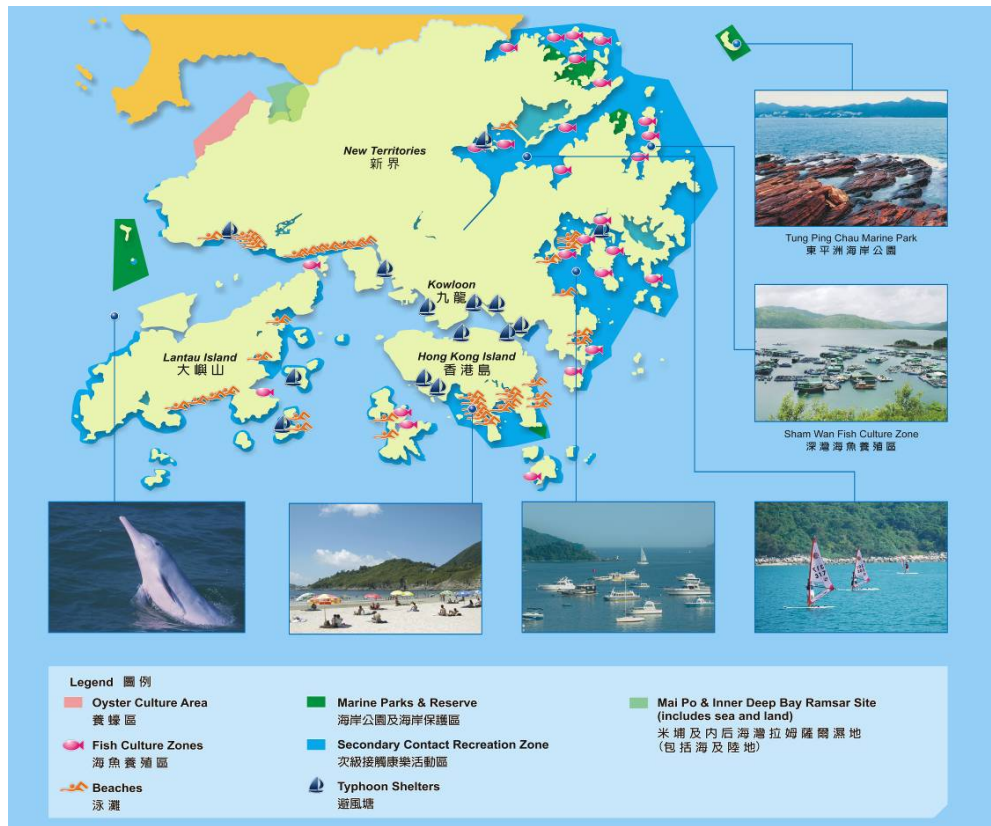 New Territories
新界
Kowloon
九龍
Lantau Island
大嶼山
Hong Kong Island
香港島
Tung Ping Chau Marine Park
東平洲海岸公園
Sham Wan Fish Culture Zone
深灣海魚養殖區
Legend 圖例
Oyster Culture Area
養蠔區
Fish Culture Zones
海魚養殖區
Beaches
泳灘
Marine Parks & Reserve
海岸公園及海岸保護區
Secondary Contact Recreation Zone
次級接觸康樂活動區
Typhoon Shelters
避風塘
Mai Po & Inner Deep Bay Ramsar Site
(includes sea and land)
米埔及內后海灣拉姆薩爾濕地
(包括海及陸地)